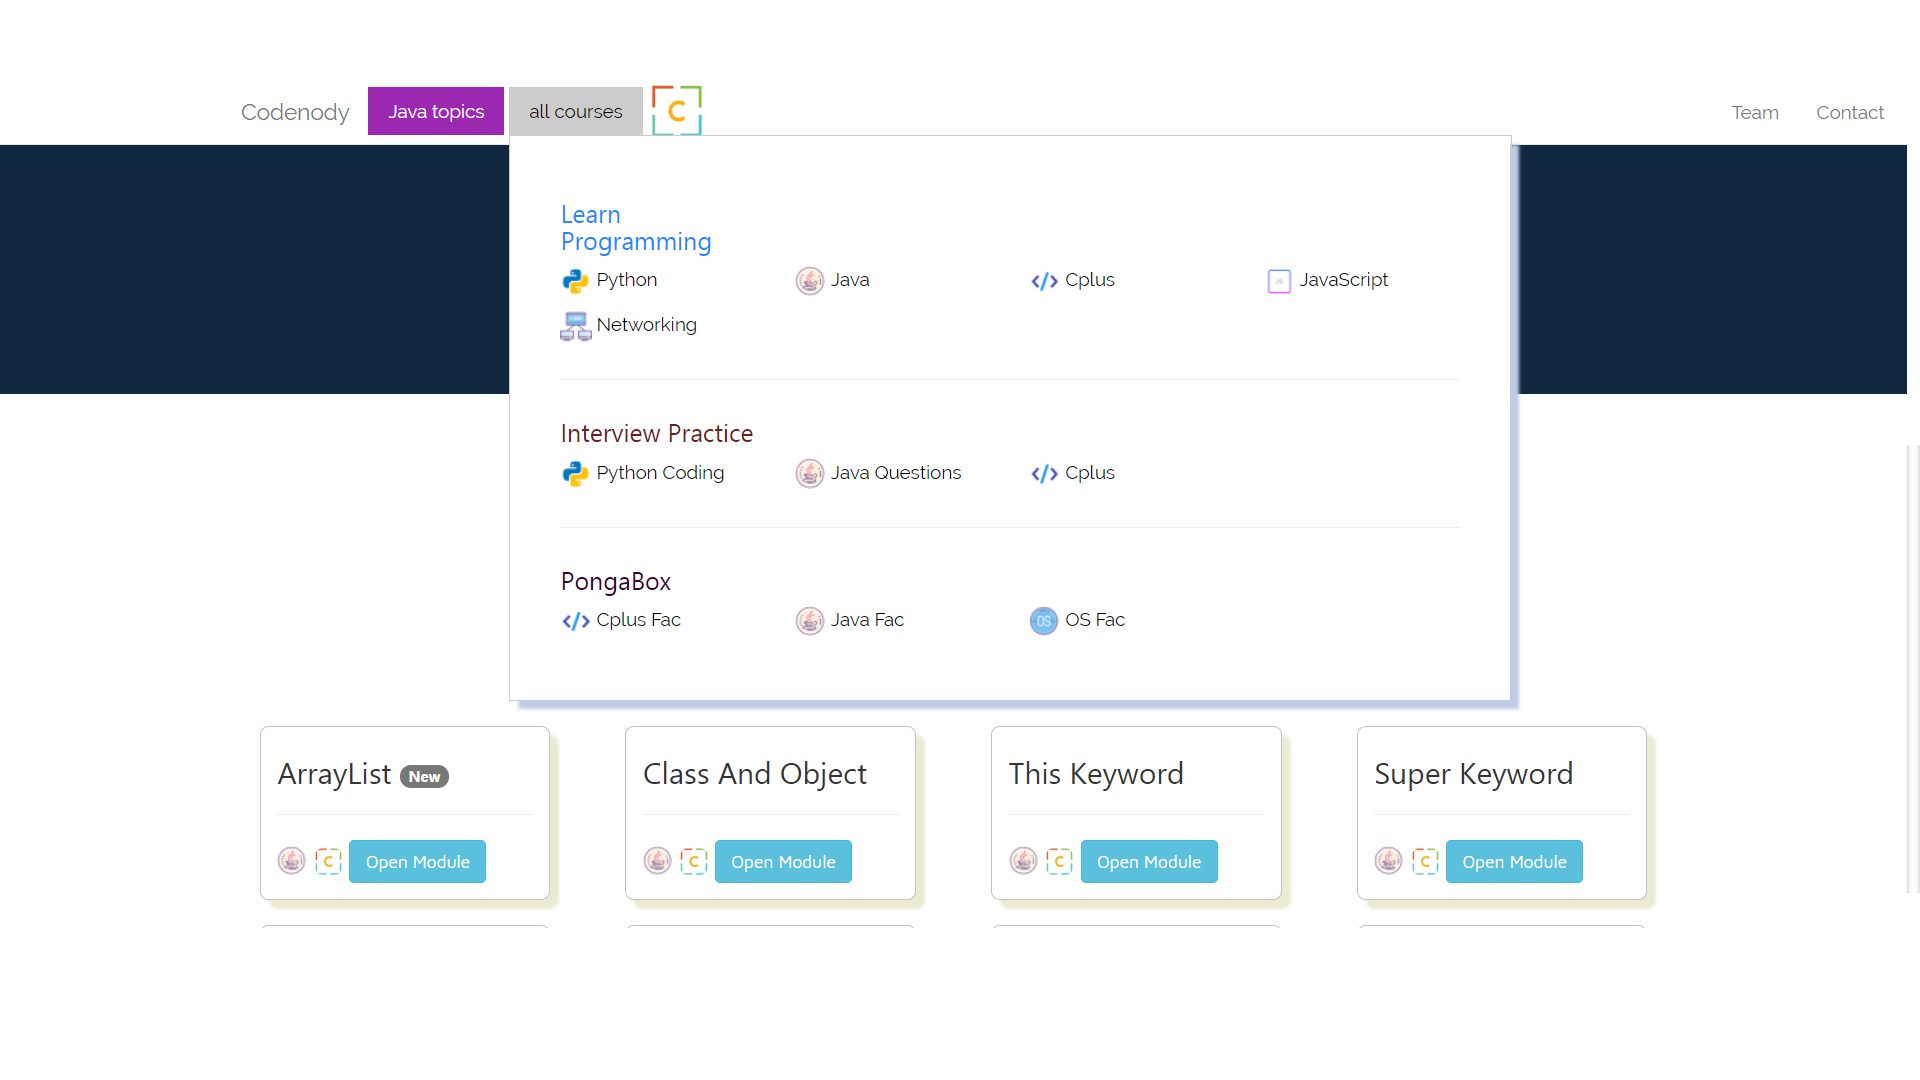 Codenody Java topics all courses C Team Contact
Learn
Programming
Python Java Cplus JavaScript
Networking
Interview Practice
Python Coding Java Questions Cplus
PongaBox
Cplus Fac Java Fac OS OS Fac
ArrayList New Class And Object This Keyword Super Keyword
C Open Module C Open Module C Open Module C Open Module